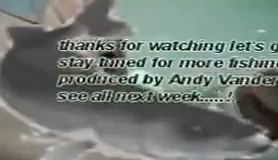 thanks for watching let's g
stay tuned for more fishin
produced by Andy Vander
see all next week.....!